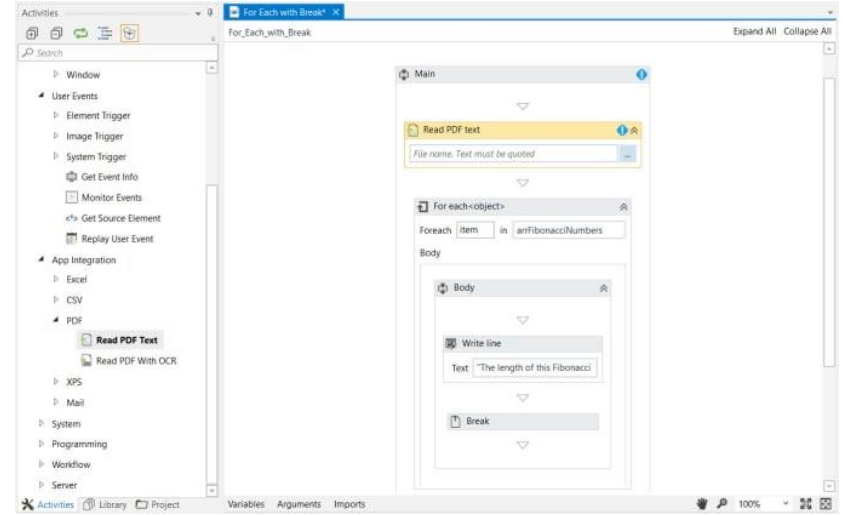 Activities
For Each with Break*
For_Each_with_Break
Expand All Collapse All
Search
Window
User Events
Element Trigger
Image Trigger
System Trigger
Get Event Info
Monitor Events
Get Source Element
Replay User Event
App Integration
Excel
CSV
PDF
Read PDF Text
Read PDF With OCR
XPS
Mail
System
Programming
Workflow
Server
Activities Library Project
Main
Read PDF text
File name. Text must be quoted
...
For each<object>
Foreach item in arrFibonacciNumbers
Body
Body
Write line
Text "The length of this Fibonacci
Break
Variables Arguments Imports
100%